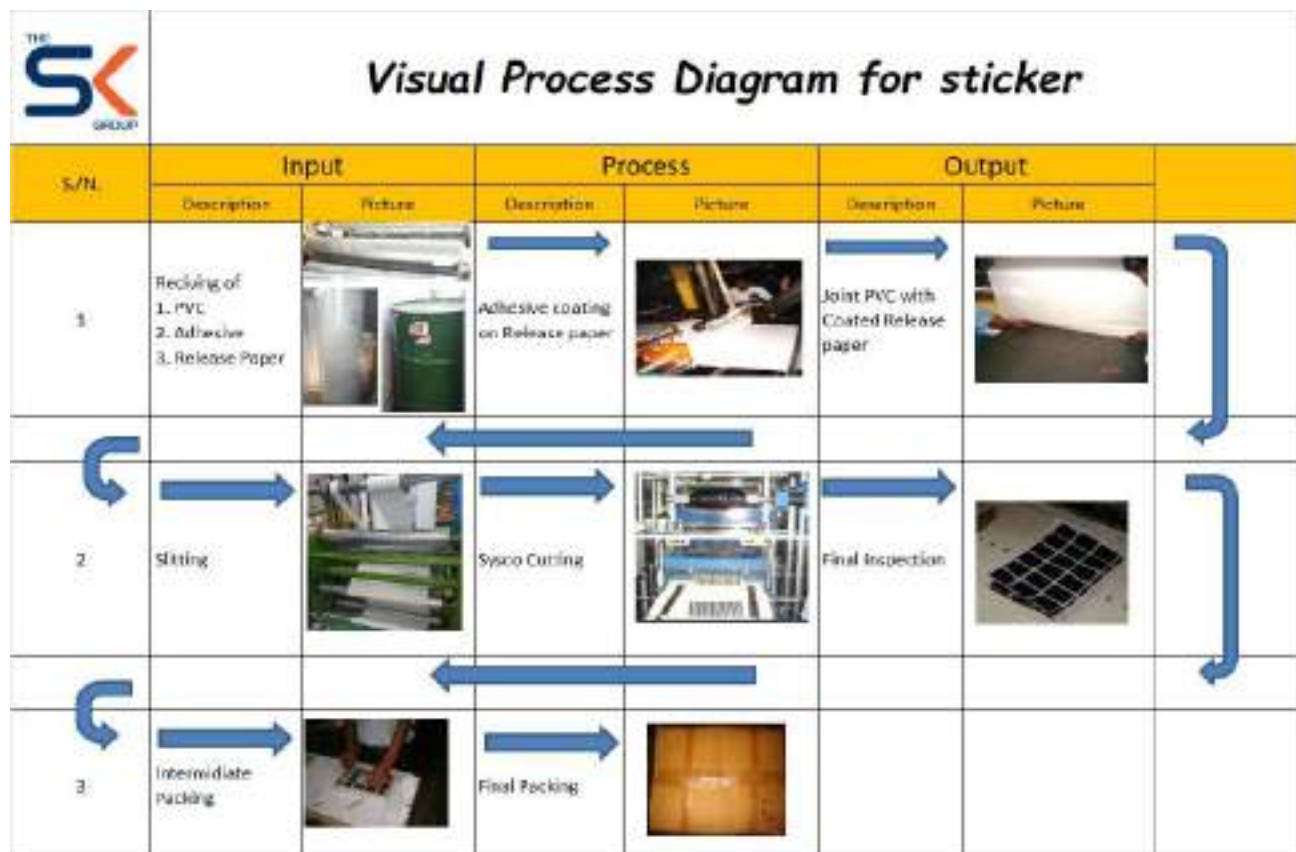 THE
SK
GROUP
Visual Process Diagram for sticker
S./N.
Input
Process
Output
Description
Picture
Description
Picture
Description
Picture
1
Reciving of
1. PVC
2. Adhesive
3. Release Paper
Adhesive coating
on Release paper
Joint PVC with
Coated Release
paper
2
Slitting
Sysco Cutting
Final Inspection
3
Intermidiate
Packing
Final Packing